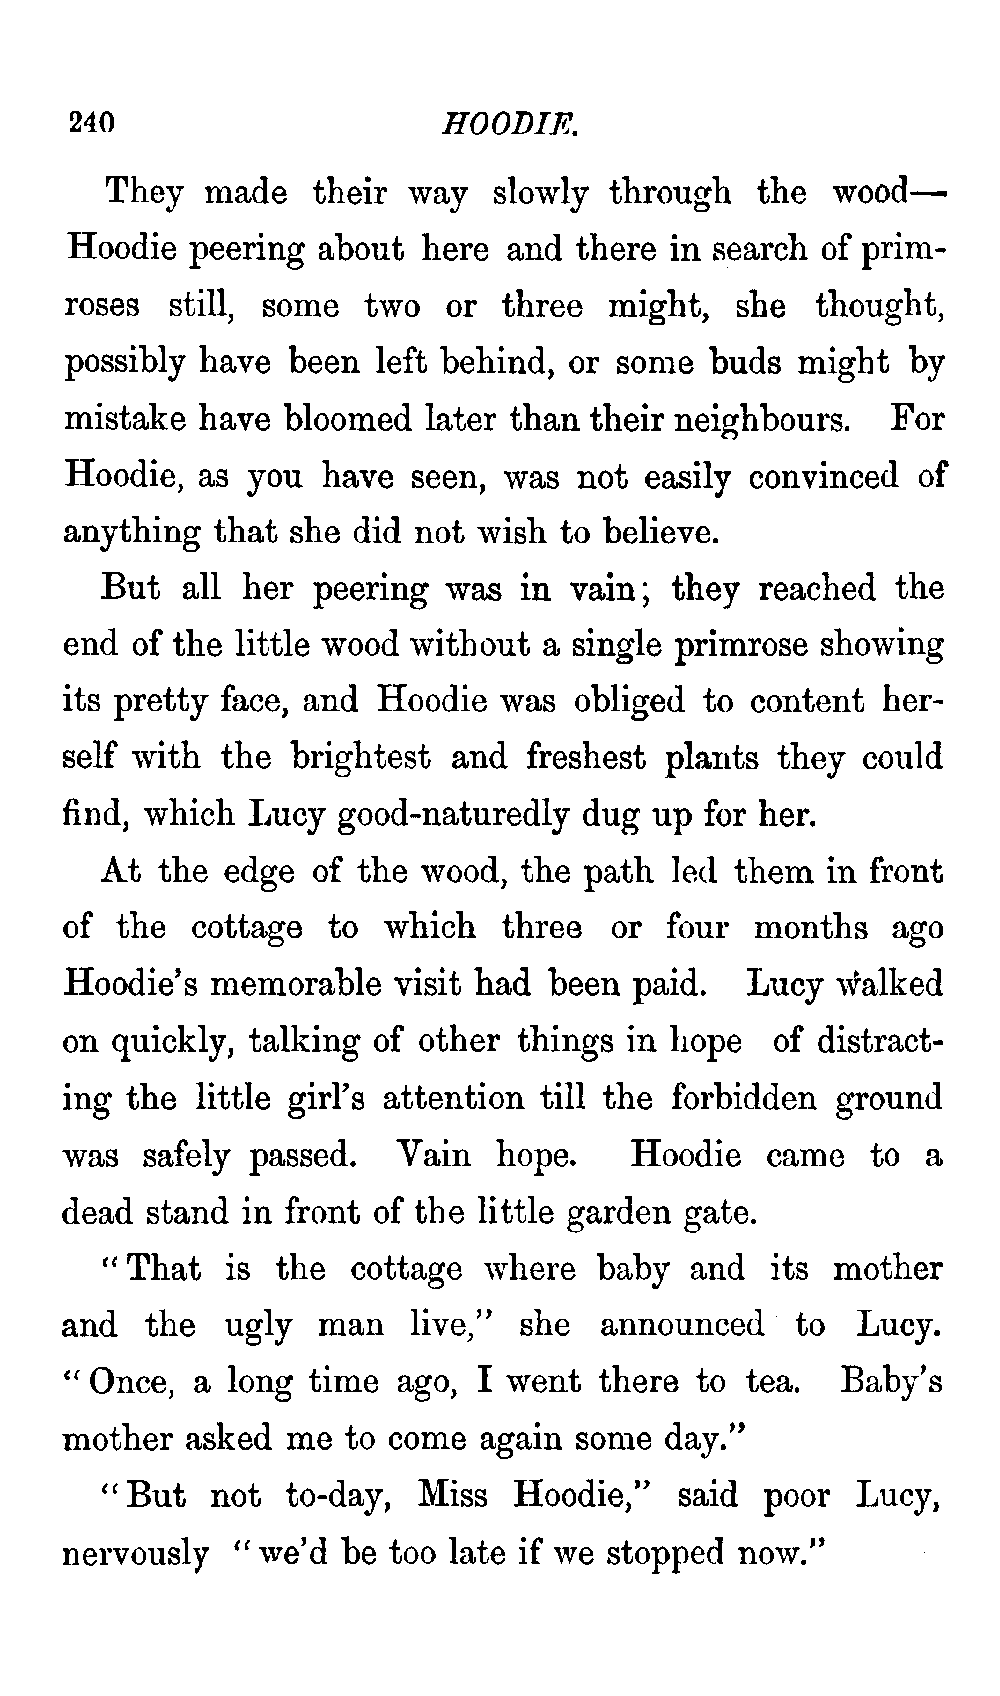 240 HOODIE.
They made their way slowly through the wood—
Hoodie peering about here and there in search of prim-
roses still, some two or three might, she thought,
possibly have been left behind, or some buds might by
mistake have bloomed later than their neighbours. For
Hoodie, as you have seen, was not easily convinced of
anything that she did not wish to believe.
But all her peering was in vain; they reached the
end of the little wood without a single primrose showing
its pretty face, and Hoodie was obliged to content her-
self with the brightest and freshest plants they could
find, which Lucy good-naturedly dug up for her.
At the edge of the wood, the path led them in front
of the cottage to which three or four months ago
Hoodie's memorable visit had been paid. Lucy walked
on quickly, talking of other things in hope of distract-
ing the little girl's attention till the forbidden ground
was safely passed. Vain hope. Hoodie came to a
dead stand in front of the little garden gate.
"That is the cottage where baby and its mother
and the ugly man live," she announced to Lucy.
"Once, a long time ago, I went there to tea. Baby's
mother asked me to come again some day."
"But not to-day, Miss Hoodie," said poor Lucy,
nervously "we'd be too late if we stopped now."